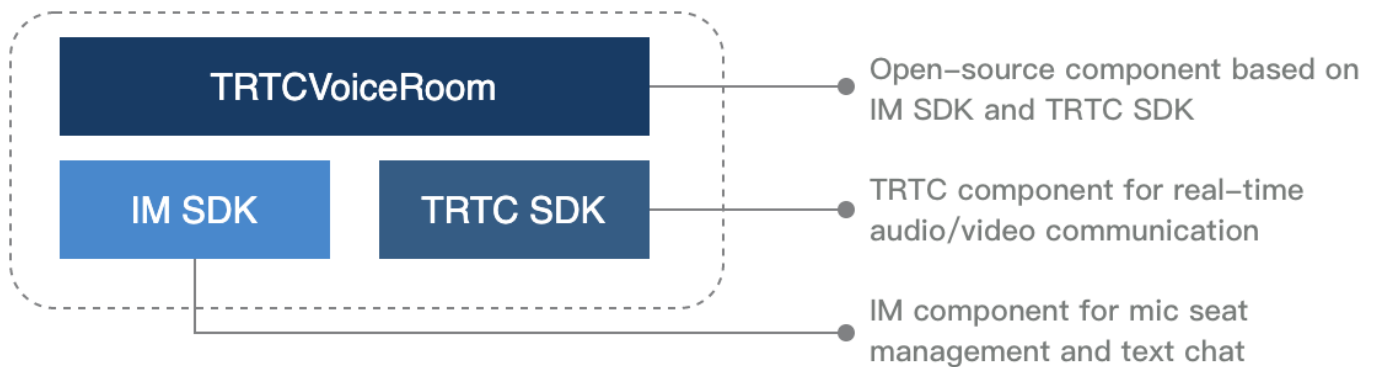 TRTCVoiceRoom
Open-source component based on
IM SDK and TRTC SDK
IM SDK
TRTC SDK
TRTC component for real-time
audio/video communication
IM component for mic seat
management and text chat